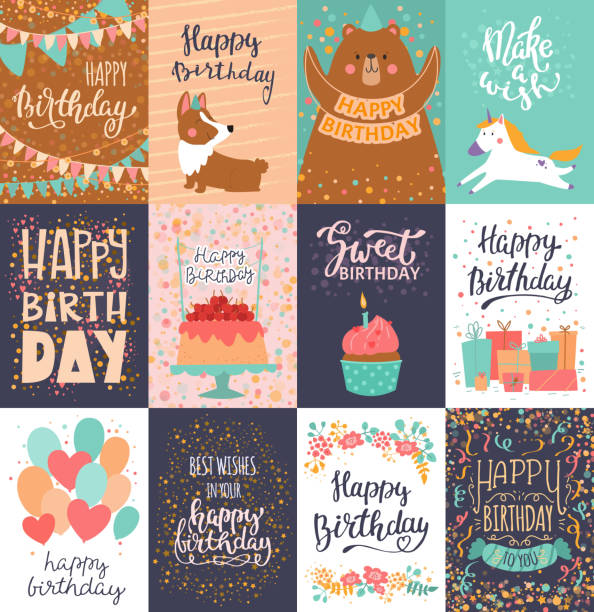 HAPPY
Birthday
Happy
Birthday
HAPPY
BIRTHDAY
Make
a
wish
HAPPY
BIRTH
DAY
HAPPY
BIRTHDAY
Sweet
BIRTHDAY
Happy
Birthday
happy
birthday
BEST WISHES
IN YOUR
happy
birthday
Happy
Birthday
HAPPY
BIRTHDAY
TO YOU